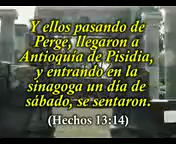 Y ellos pasando de
Perge, llegaron a
Antioquía de Pisidia,
y entrando en la
sinagoga un día de
sábado, se sentaron.
(Hechos 13:14)